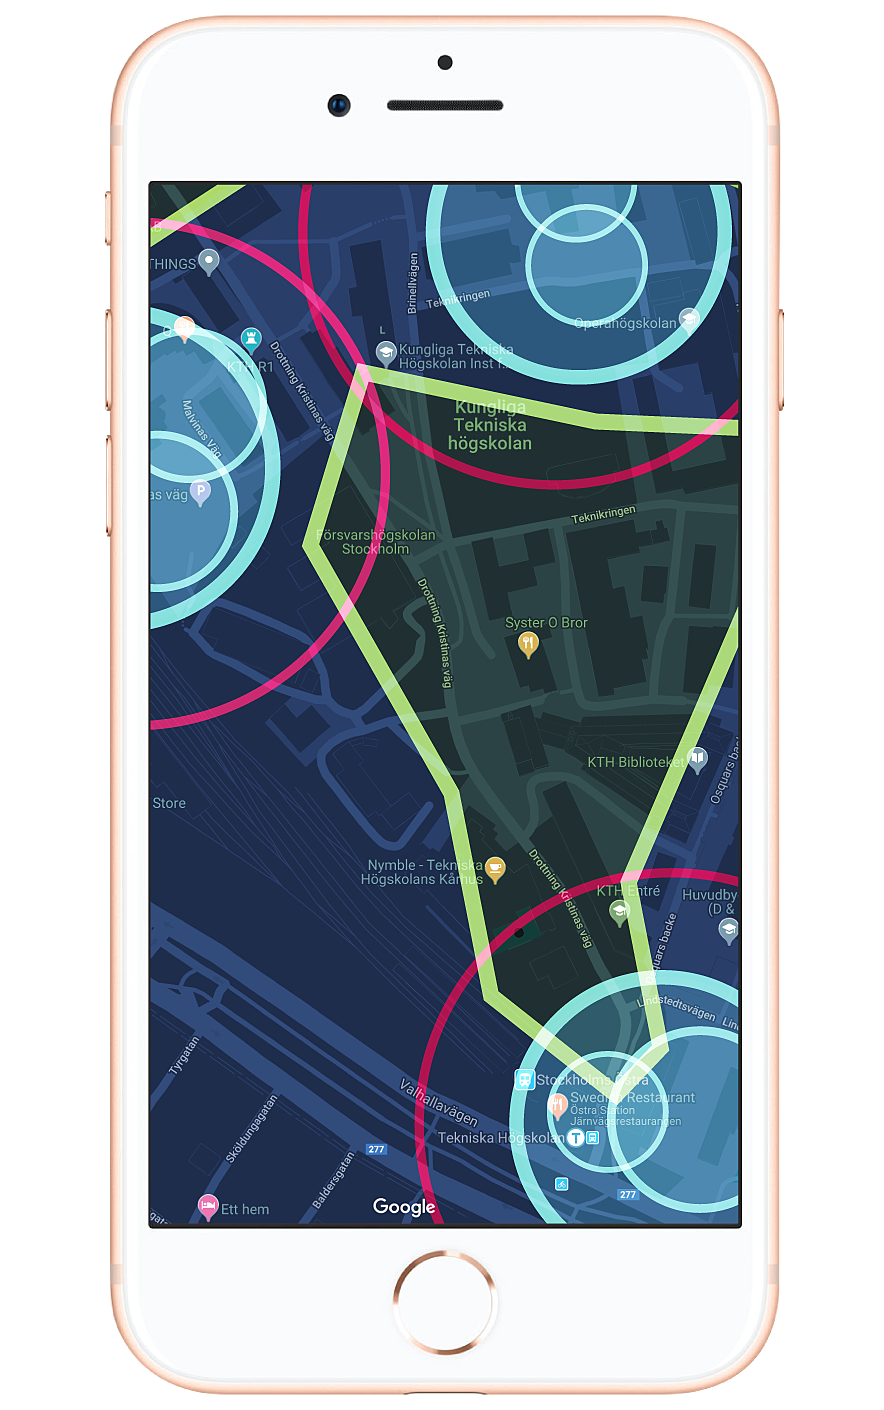 THINGS
Brinellvägen
Teknikringen
Operahögskolan
L
KTH R1
Kungliga Tekniska
Högskolan Inst f...
Drottning Kristinas väg
Malvinas Väg
Kungliga
Tekniska
högskolan
P
as väg
Teknikringen
Försvarshögskolan
Stockholm
Drottning Kristinas väg
Syster O Bror
KTH Biblioteket
Osquars bac
Store
Nymble - Tekniska
Högskolans Kårhus
Drottning Kristinas väg
KTH Entré
Huvudby
(D &
Osquars backe
Lindstedtsvägen
Lin
Tyrgatan
Valhallavägen
Stockholms Östra
Swedish Restaurant
Östra Station
Järnvägsrestaurangen
Tekniska Högskolan
T
Sköldungagatan
Baldersgatan
277
277
Ett hem
Google